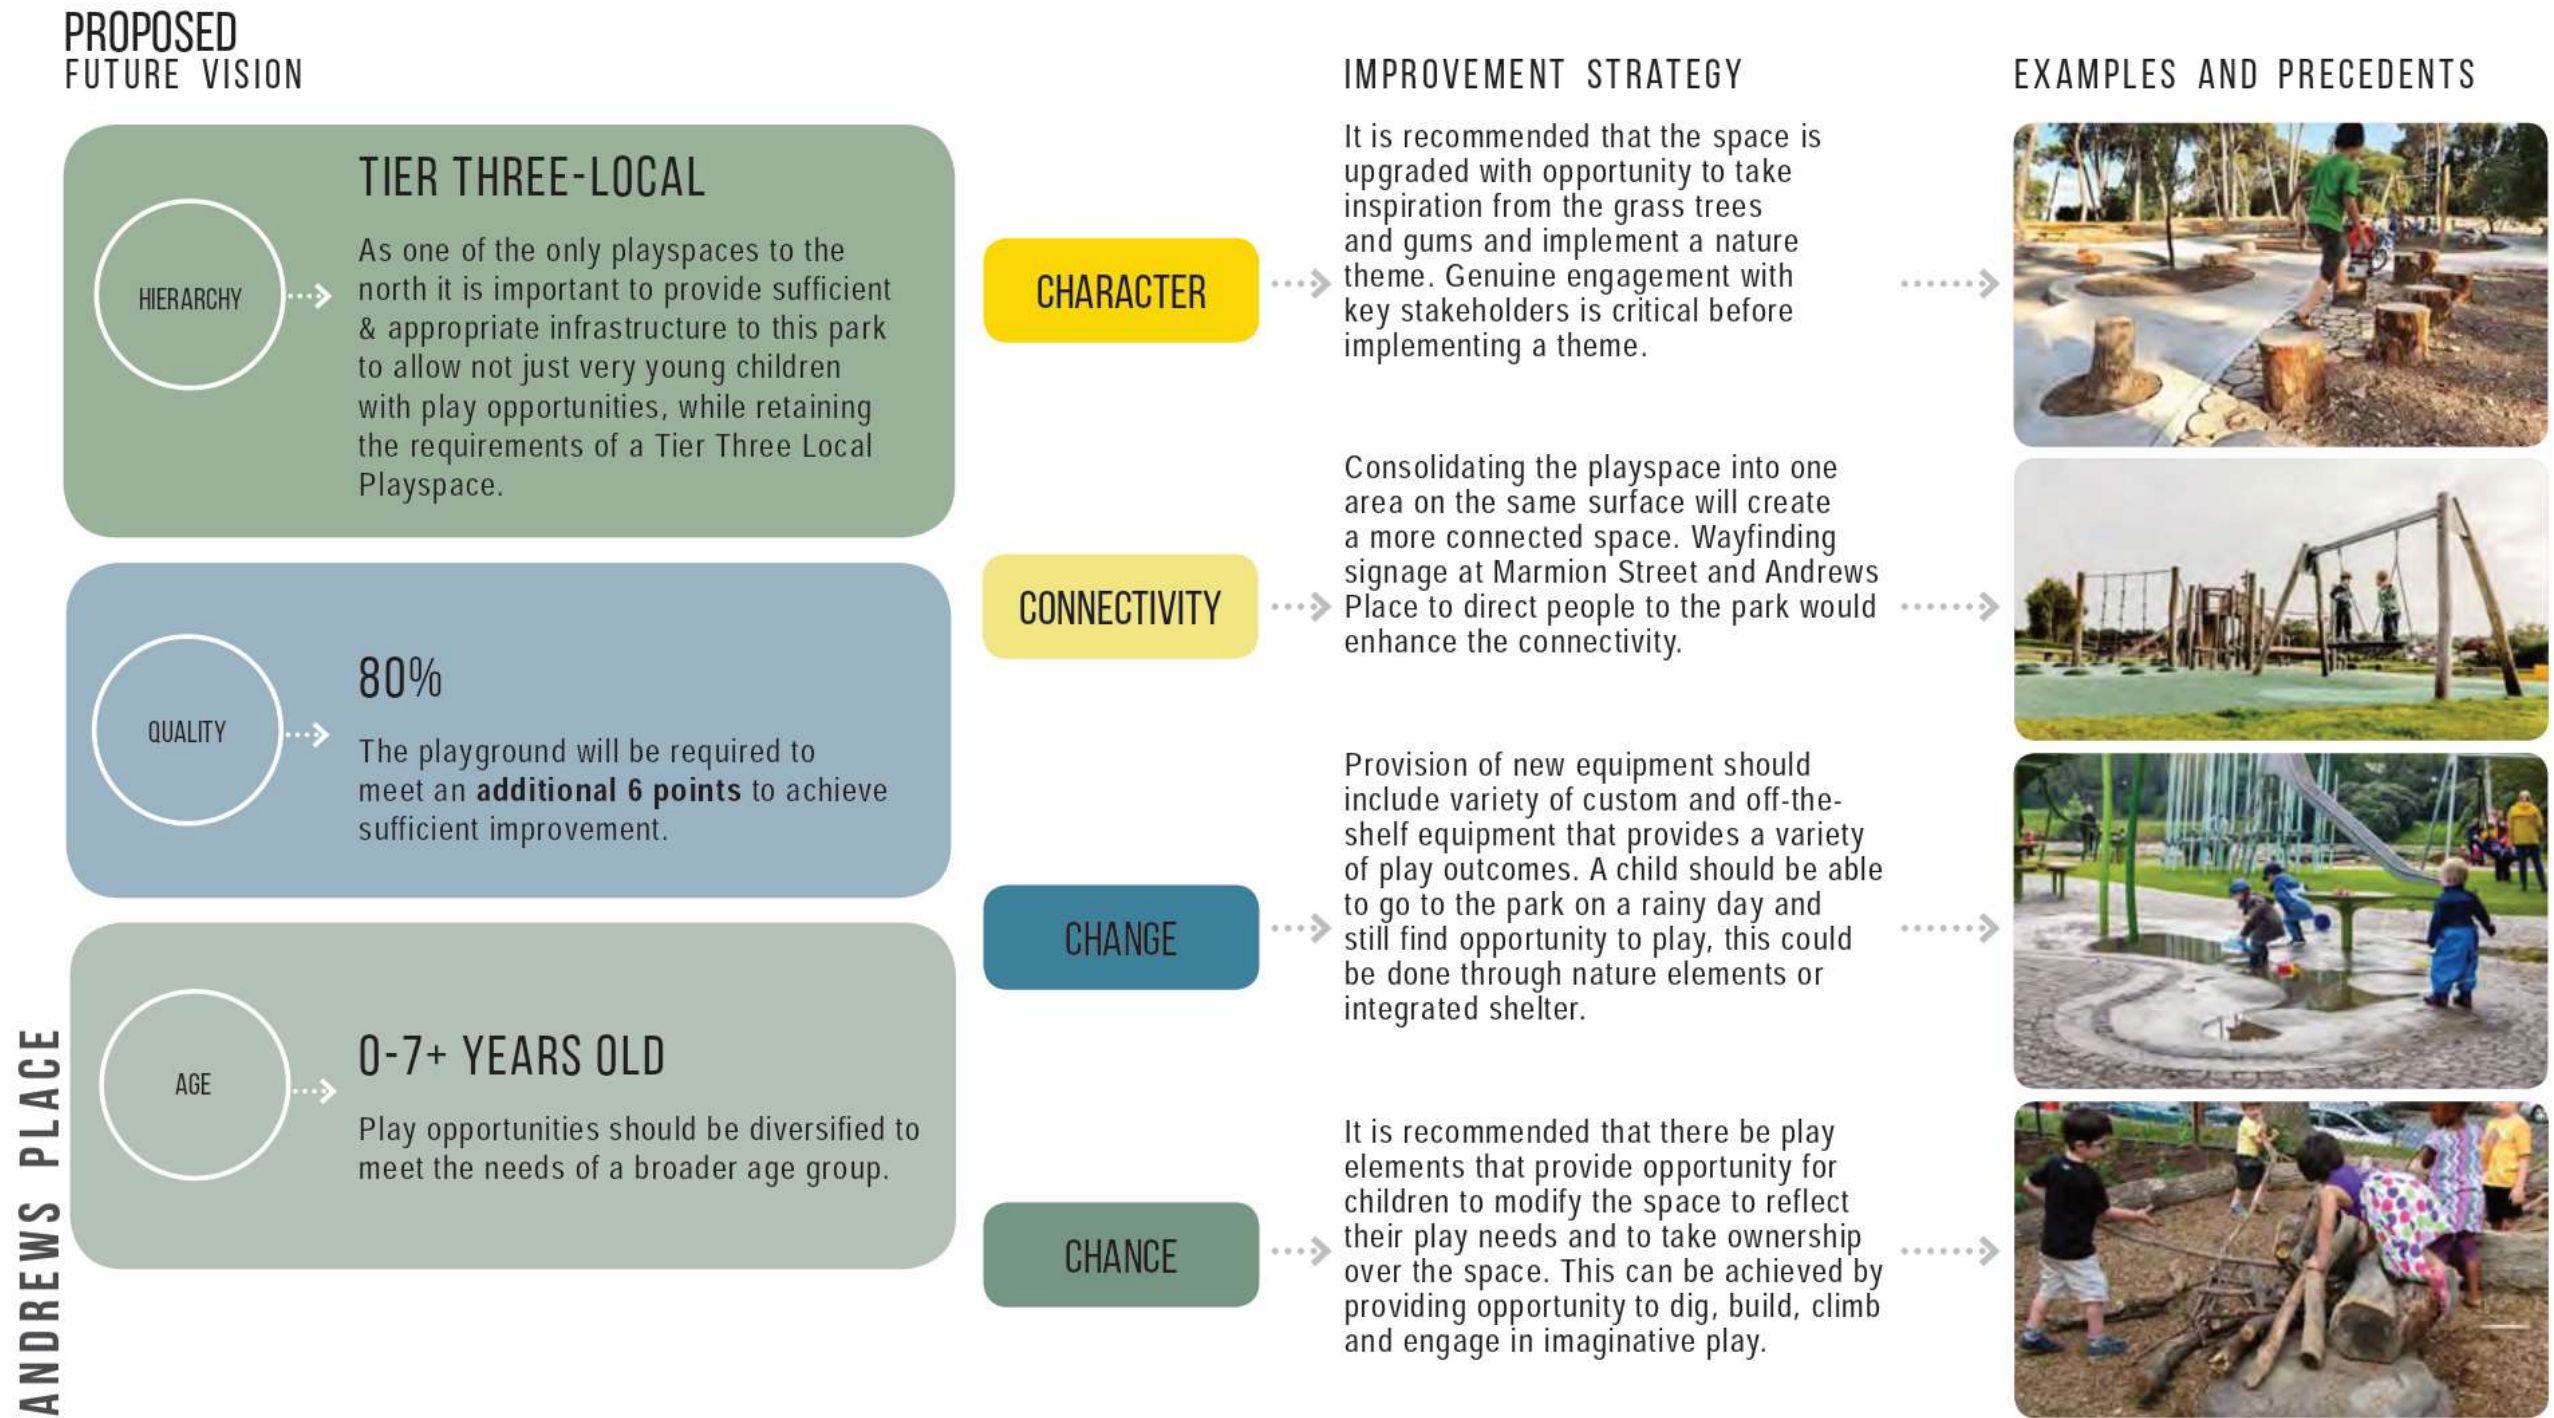 PROPOSED
FUTURE VISION
HIERARCHY
TIER THREE-LOCAL
As one of the only playspaces to the
north it is important to provide sufficient
& appropriate infrastructure to this park
to allow not just very young children
with play opportunities, while retaining
the requirements of a Tier Three Local
Playspace.
QUALITY
80%
The playground will be required to
meet an additional 6 points to achieve
sufficient improvement.
AGE
0-7+ YEARS OLD
Play opportunities should be diversified to
meet the needs of a broader age group.
ANDREWS PLACE
IMPROVEMENT STRATEGY
CHARACTER
It is recommended that the space is
upgraded with opportunity to take
inspiration from the grass trees
and gums and implement a nature
theme. Genuine engagement with
key stakeholders is critical before
implementing a theme.
CONNECTIVITY
Consolidating the playspace into one
area on the same surface will create
a more connected space. Wayfinding
signage at Marmion Street and Andrews
Place to direct people to the park would
enhance the connectivity.
CHANGE
Provision of new equipment should
include variety of custom and off-the-
shelf equipment that provides a variety
of play outcomes. A child should be able
to go to the park on a rainy day and
still find opportunity to play, this could
be done through nature elements or
integrated shelter.
CHANCE
It is recommended that there be play
elements that provide opportunity for
children to modify the space to reflect
their play needs and to take ownership
over the space. This can be achieved by
providing opportunity to dig, build, climb
and engage in imaginative play.
EXAMPLES AND PRECEDENTS